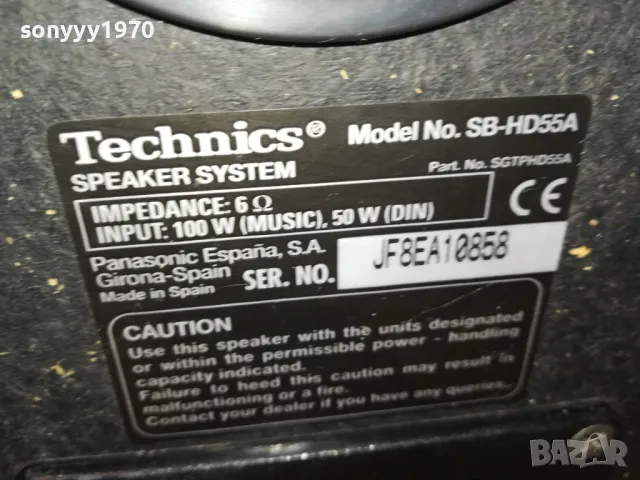 sonyyy1970
Technics® Model No. SB-HD55A
SPEAKER SYSTEM Part. No. SGTPHD55A
IMPEDANCE: 6 Ω
INPUT: 100 W (MUSIC), 50 W (DIN)
CE
Panasonic España, S.A.
Girona-Spain
Made in Spain
SER. NO. JF8EA10858
CAUTION
Use this speaker with the units designated
or within the permissible power - handling
capacity indicated.
Failure to heed this caution may result in
malfunctioning or a fire.
Contact your dealer if you have any queries.
BAZAR